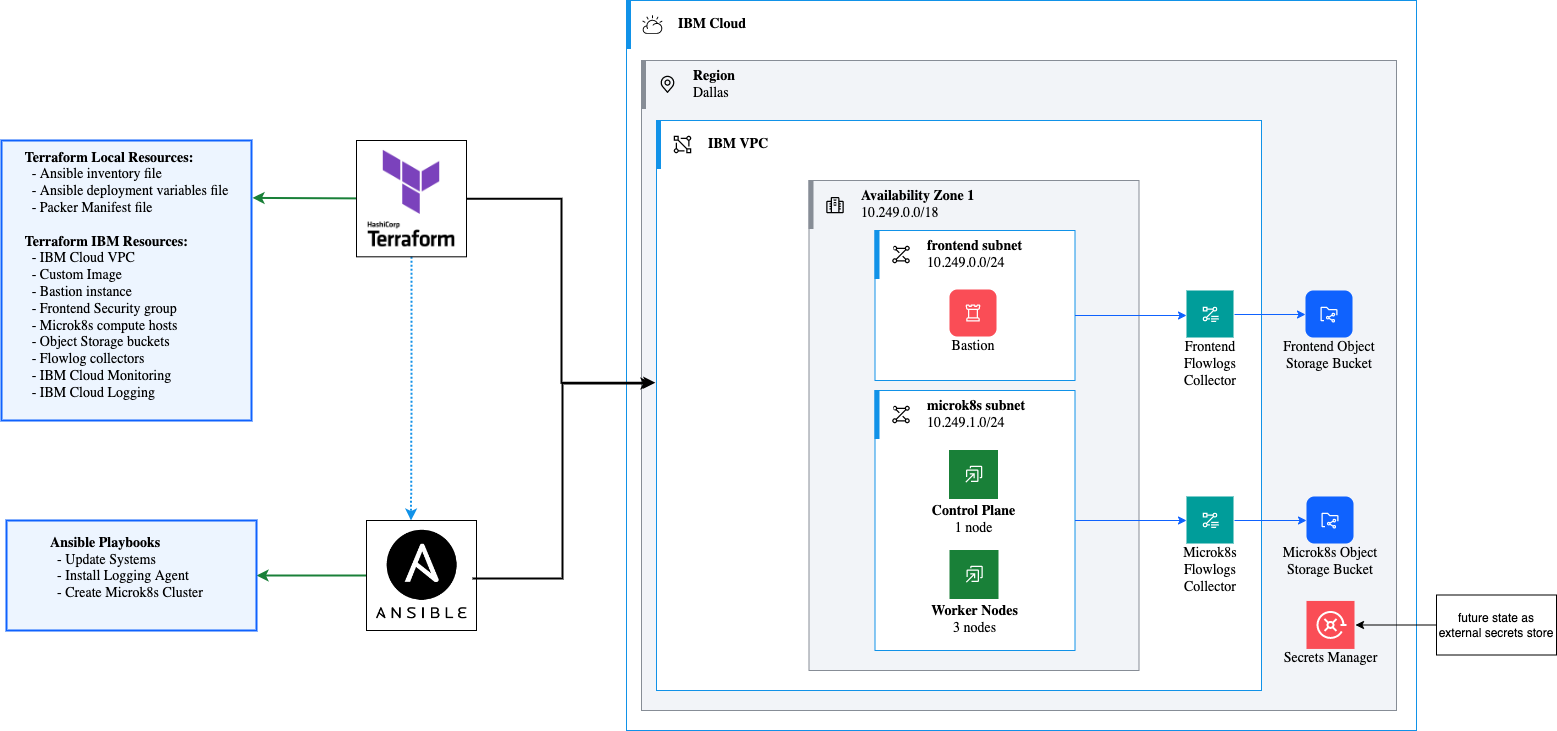 IBM Cloud
Region
Dallas
IBM VPC
Availability Zone 1
10.249.0.0/18
frontend subnet
10.249.0.0/24
Bastion
microk8s subnet
10.249.1.0/24
Control Plane
1 node
Worker Nodes
3 nodes
Frontend
Flowlogs
Collector
Frontend Object
Storage Bucket
Microk8s
Flowlogs
Collector
Microk8s Object
Storage Bucket
Secrets Manager
future state as
external secrets store
Terraform Local Resources:
- Ansible inventory file
- Ansible deployment variables file
- Packer Manifest file
Terraform IBM Resources:
- IBM Cloud VPC
- Custom Image
- Bastion instance
- Frontend Security group
- Microk8s compute hosts
- Object Storage buckets
- Flowlog collectors
- IBM Cloud Monitoring
- IBM Cloud Logging
HashiCorp
Terraform
Ansible Playbooks
- Update Systems
- Install Logging Agent
- Create Microk8s Cluster
ANSIBLE